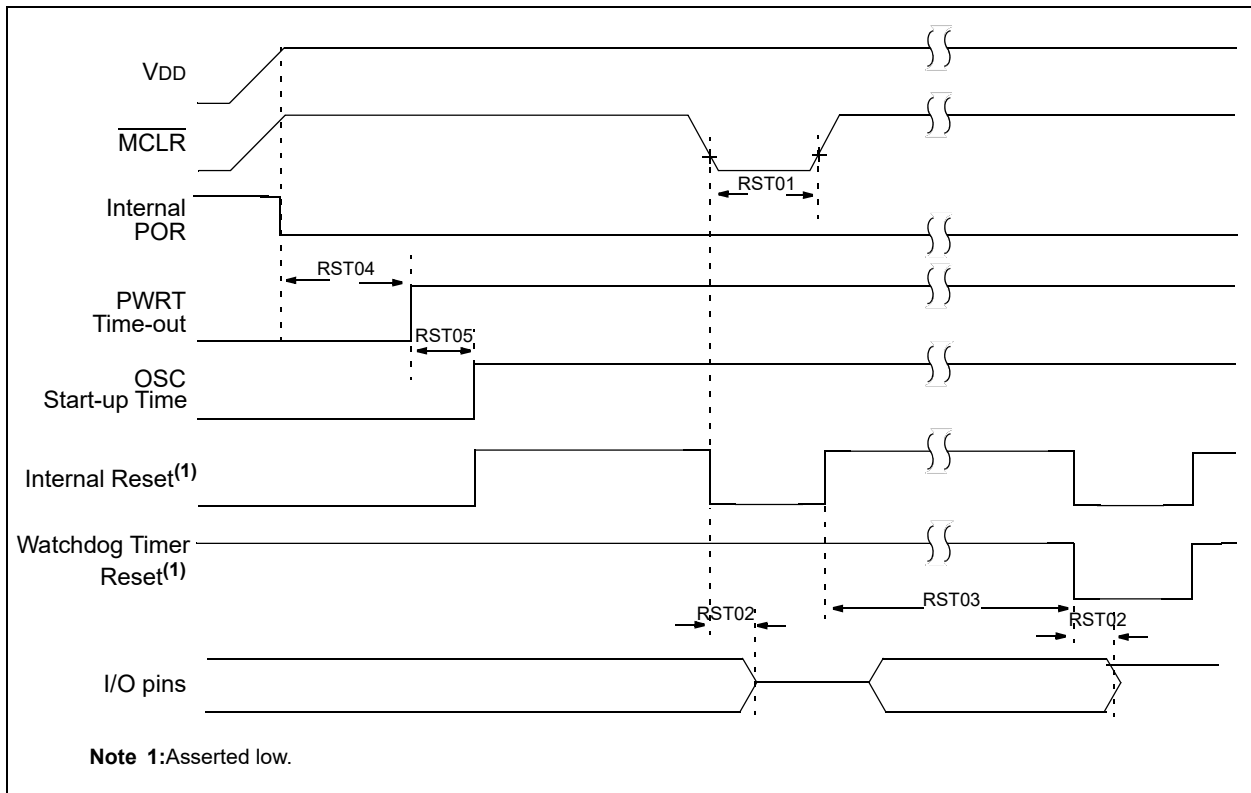 VDD
MCLR
RST01
Internal
POR
RST04
PWRT
Time-out
RST05
OSC
Start-up Time
Internal Reset(1)
Watchdog Timer
Reset(1)
RST03
RST02
RST02
I/O pins
Note 1:Asserted low.